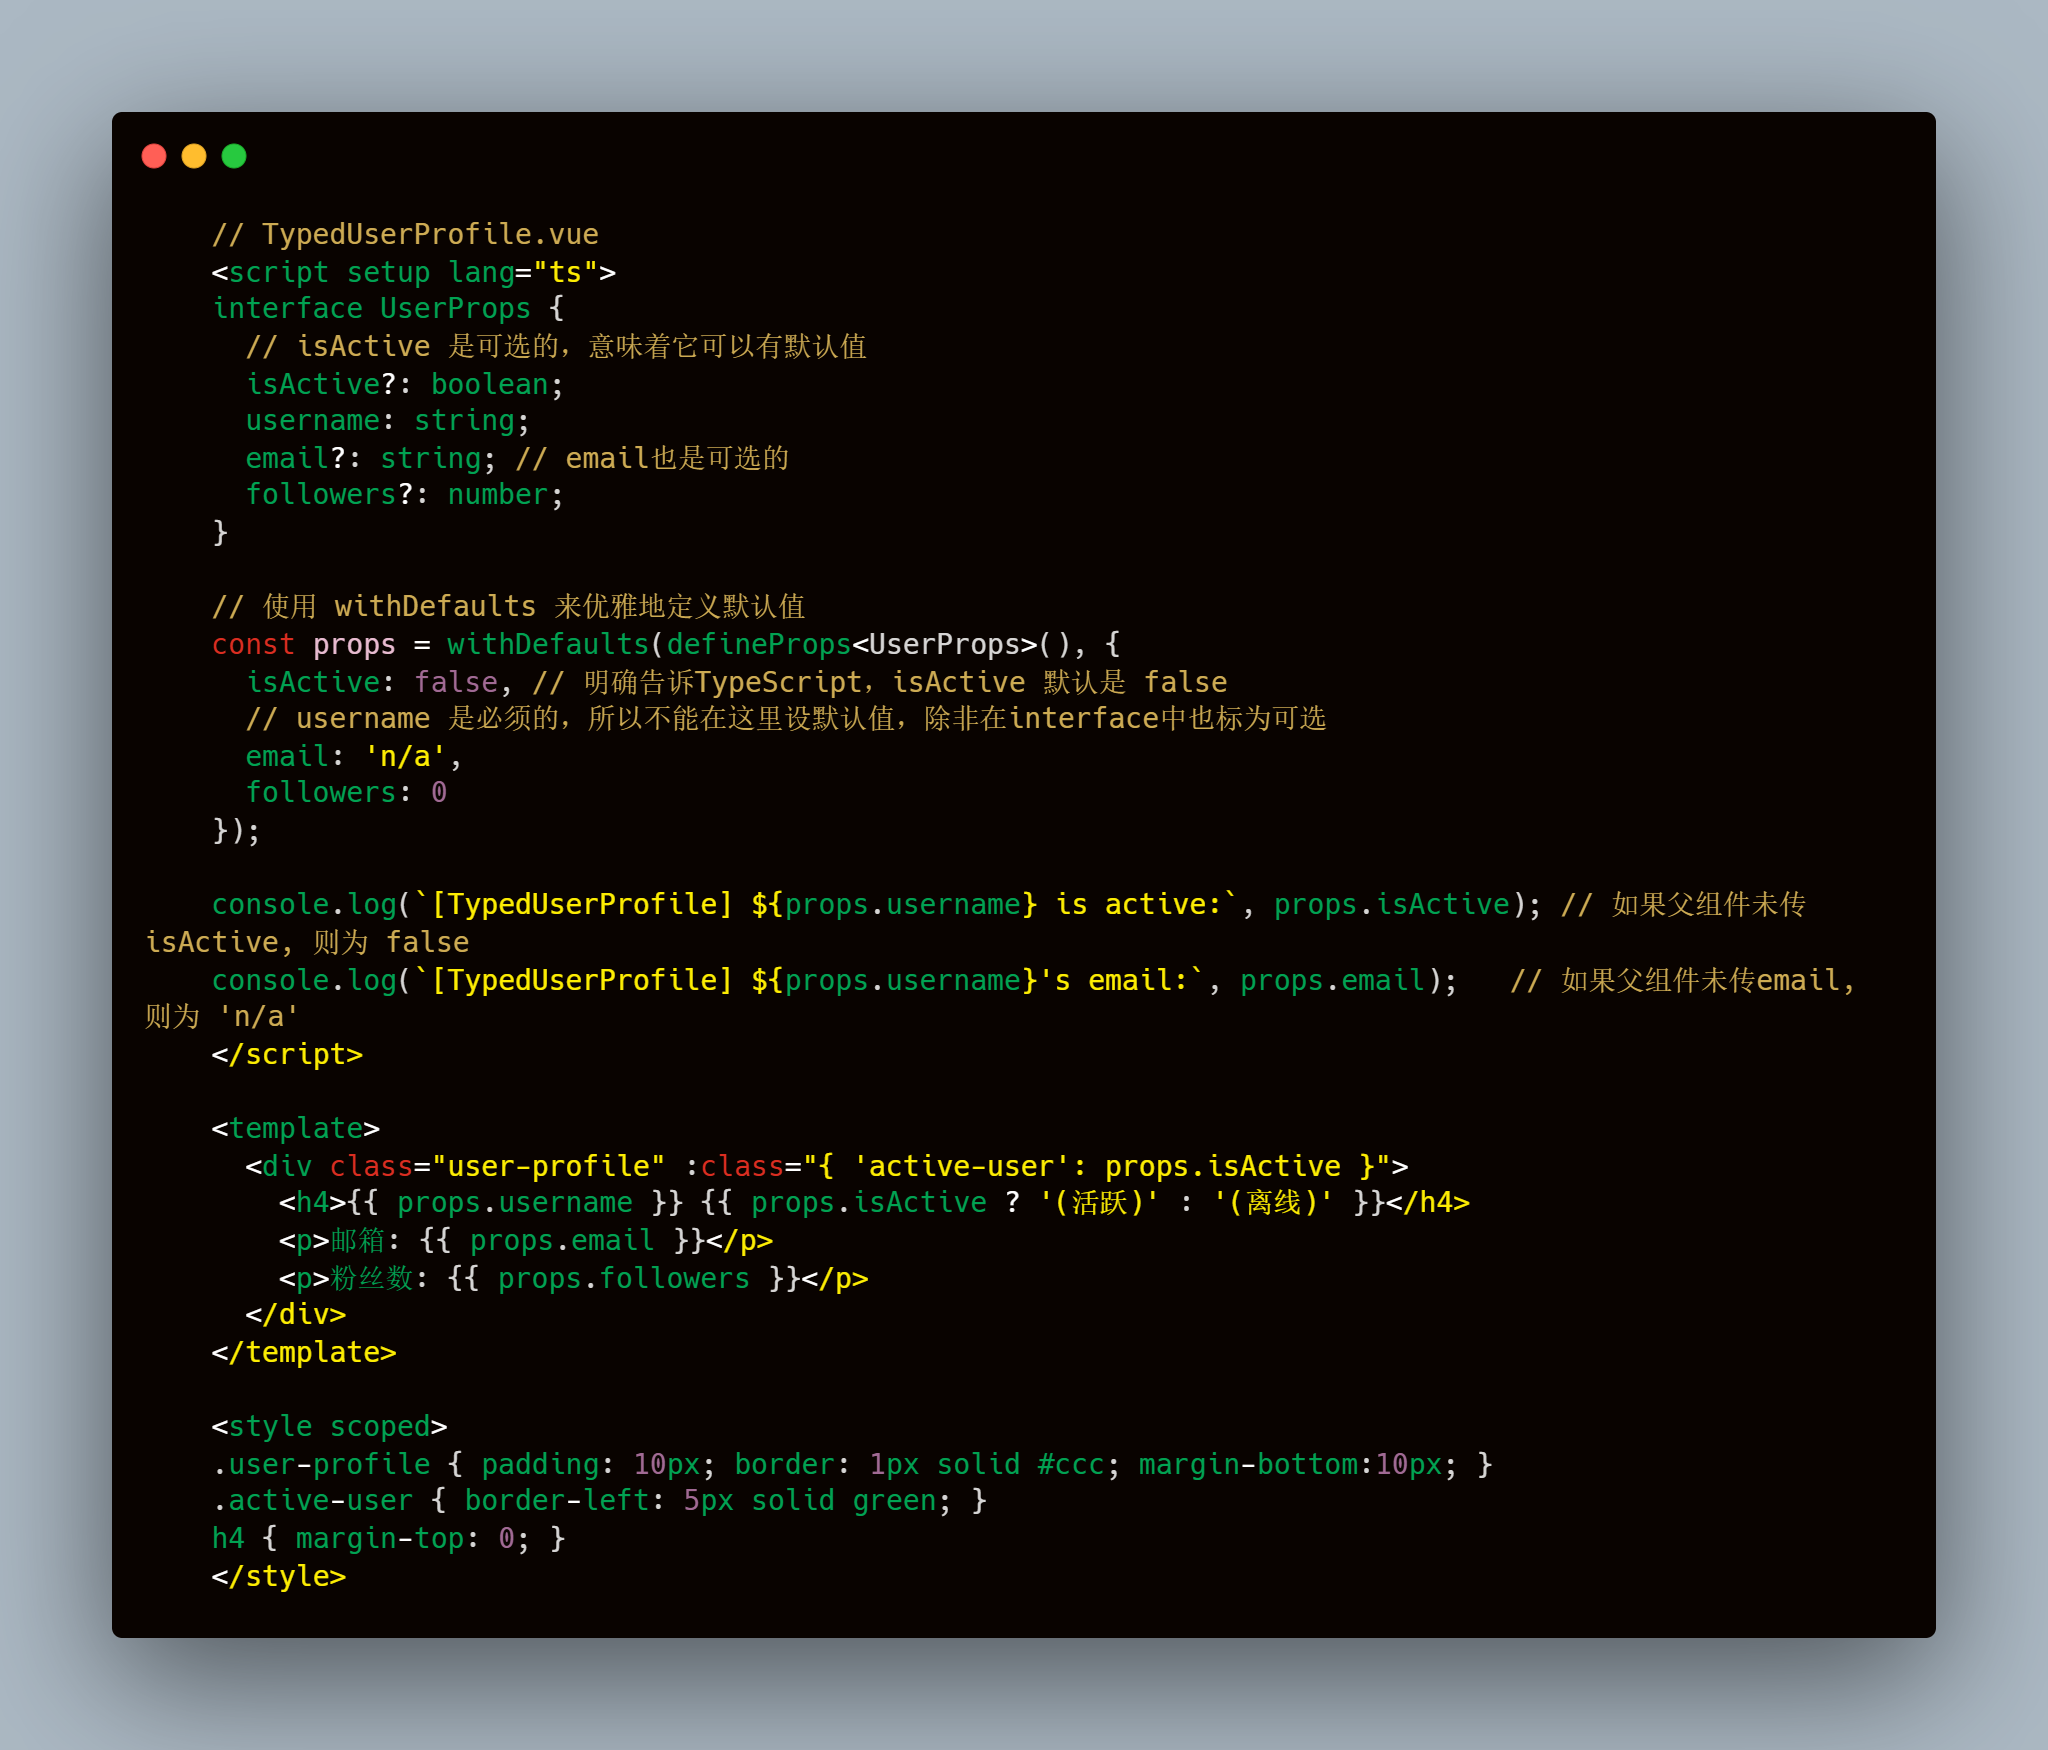 // TypedUserProfile.vue
<script setup lang="ts">
interface UserProps {
  // isActive 是可选的，意味着它可以有默认值
  isActive?: boolean;
  username: string;
  email?: string; // email也是可选的
  followers?: number;
}

// 使用 withDefaults 来优雅地定义默认值
const props = withDefaults(defineProps<UserProps>(), {
  isActive: false, // 明确告诉TypeScript，isActive 默认是 false
  // username 是必须的，所以不能在这里设默认值，除非在interface中也标为可选
  email: 'n/a',
  followers: 0
});

console.log(`[TypedUserProfile] ${props.username} is active:`, props.isActive); // 如果父组件未传
isActive, 则为 false
console.log(`[TypedUserProfile] ${props.username}'s email:`, props.email);   // 如果父组件未传email,
则为 'n/a'
</script>

<template>
  <div class="user-profile" :class="{ 'active-user': props.isActive }">
    <h4>{{ props.username }} {{ props.isActive ? '(活跃)' : '(离线)' }}</h4>
    <p>邮箱: {{ props.email }}</p>
    <p>粉丝数: {{ props.followers }}</p>
  </div>
</template>

<style scoped>
.user-profile { padding: 10px; border: 1px solid #ccc; margin-bottom:10px; }
.active-user { border-left: 5px solid green; }
h4 { margin-top: 0; }
</style>